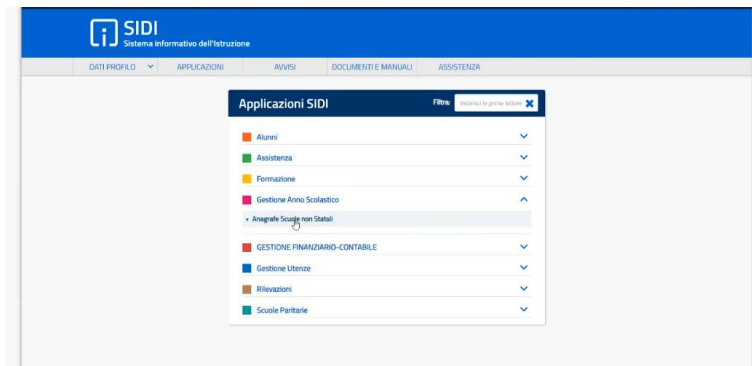 SIDI
Sistema informativo dell'Istruzione
DATI PROFILO APPLICAZIONI AVVISI DOCUMENTI E MANUALI ASSISTENZA
Applicazioni SIDI Filtra: Inserisci le prime lettere
Alunni
Assistenza
Formazione
Gestione Anno Scolastico
Anagrafe Scuole non Statali
GESTIONE FINANZIARIO-CONTABILE
Gestione Utenze
Rilevazioni
Scuole Paritarie